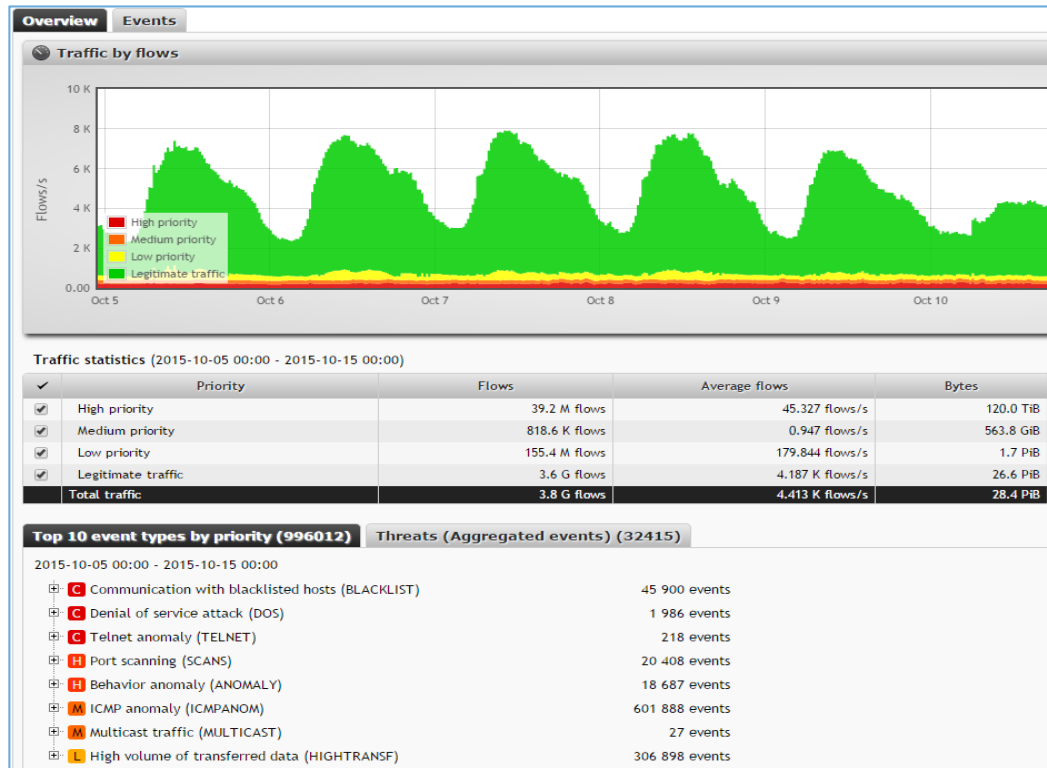 Overview Events
Traffic by flows
10 K
8 K
6 K
4 K
2 K
0.00
Flows/s
High priority
Medium priority
Low priority
Legitimate traffic
Oct 5 Oct 6 Oct 7 Oct 8 Oct 9 Oct 10
Traffic statistics (2015-10-05 00:00 - 2015-10-15 00:00)
Priority Flows Average flows Bytes
High priority 39.2 M flows 45.327 flows/s 120.0 TiB
Medium priority 818.6 K flows 0.947 flows/s 563.8 GiB
Low priority 155.4 M flows 179.844 flows/s 1.7 PiB
Legitimate traffic 3.6 G flows 4.187 K flows/s 26.6 PiB
Total traffic 3.8 G flows 4.413 K flows/s 28.4 PiB
Top 10 event types by priority (996012) Threats (Aggregated events) (32415)
2015-10-05 00:00 - 2015-10-15 00:00
C Communication with blacklisted hosts (BLACKLIST) 45 900 events
C Denial of service attack (DOS) 1 986 events
C Telnet anomaly (TELNET) 218 events
H Port scanning (SCANS) 20 408 events
H Behavior anomaly (ANOMALY) 18 687 events
M ICMP anomaly (ICMPANOM) 601 888 events
M Multicast traffic (MULTICAST) 27 events
L High volume of transferred data (HIGHTRANSF) 306 898 events